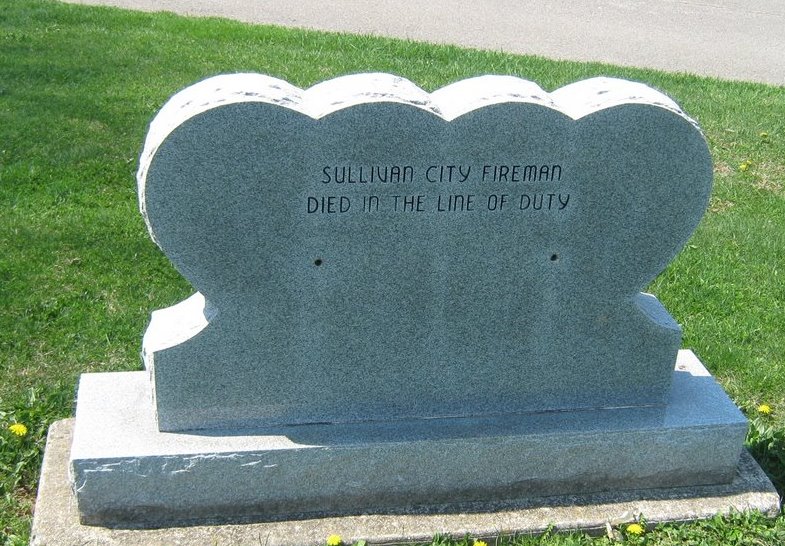 SULLIVAN CITY FIREMAN
DIED IN THE LINE OF DUTY